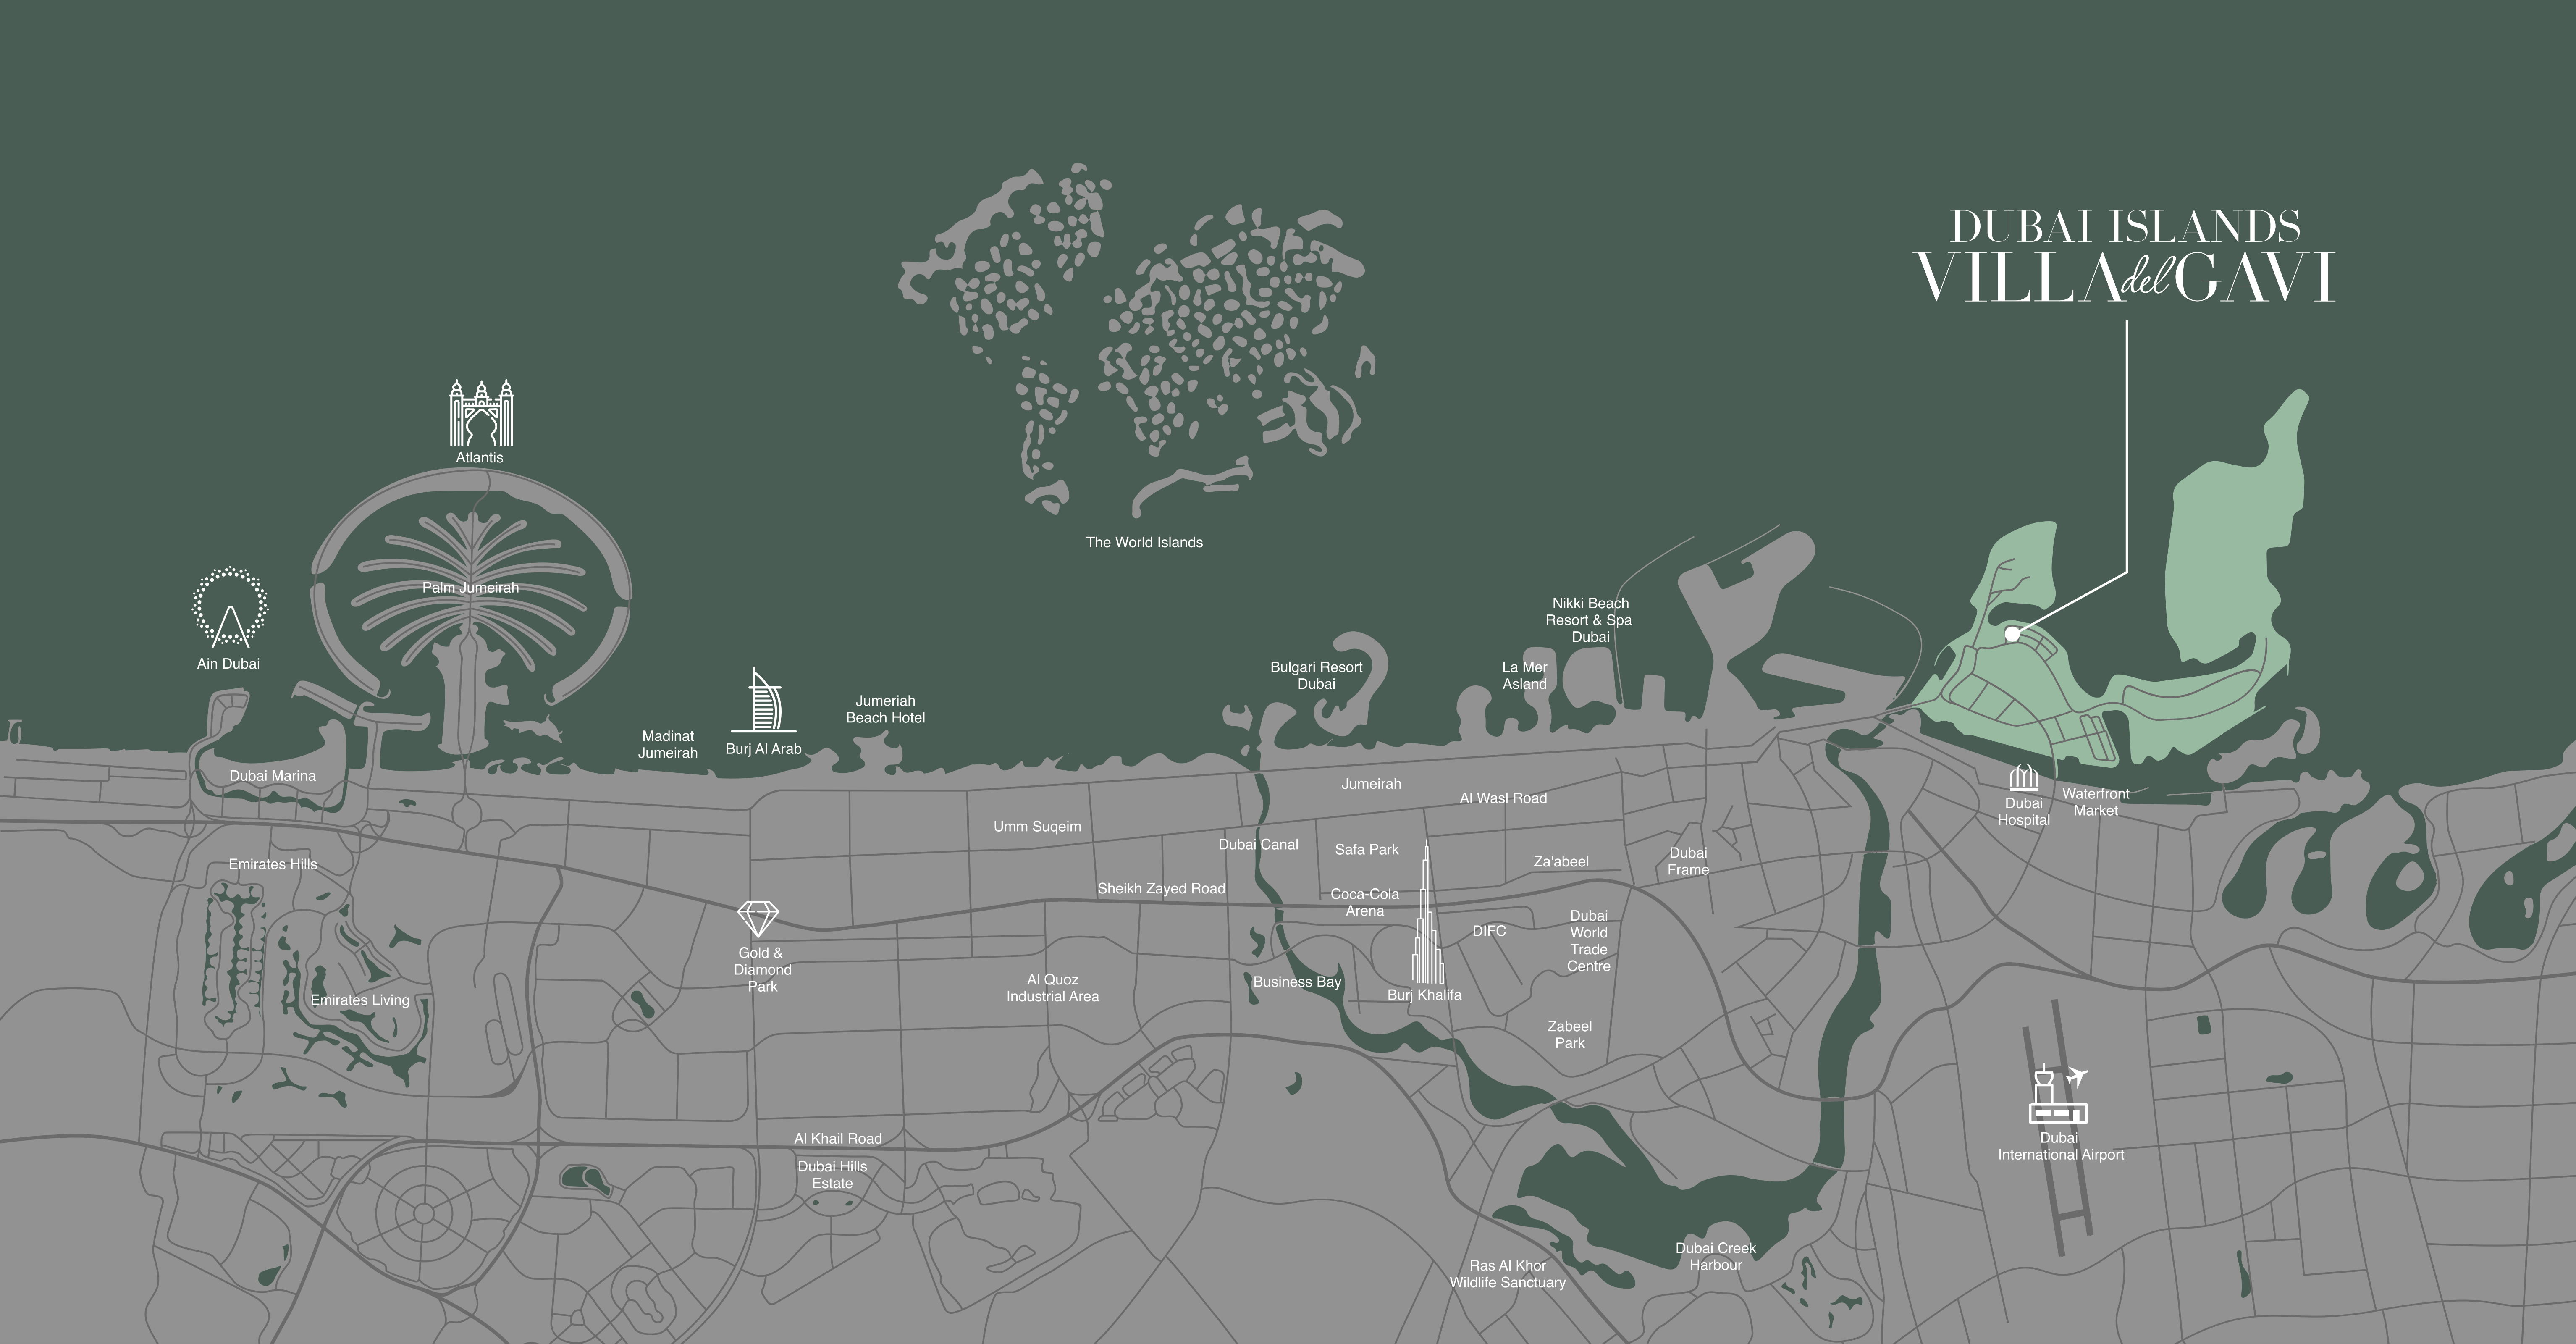 DUBAI ISLANDS
VILLA del GAVI
Atlantis
The World Islands
Palm Jumeirah
Ain Dubai
Nikki Beach
Resort & Spa
Dubai
Bulgari Resort
Dubai
La Mer
Asland
Jumeriah
Beach Hotel
Madinat
Jumeirah
Burj Al Arab
Dubai Marina
Jumeirah
Al Wasl Road
Dubai
Hospital
Waterfront
Market
Umm Suqeim
Dubai Canal
Safa Park
Za'abeel
Dubai
Frame
Emirates Hills
Sheikh Zayed Road
Coca-Cola
Arena
DIFC
Dubai
World
Trade
Centre
Gold &
Diamond
Park
Al Quoz
Industrial Area
Business Bay
Burj Khalifa
Emirates Living
Zabeel
Park
Al Khail Road
Dubai Hills
Estate
Dubai
International Airport
Dubai Creek
Harbour
Ras Al Khor
Wildlife Sanctuary